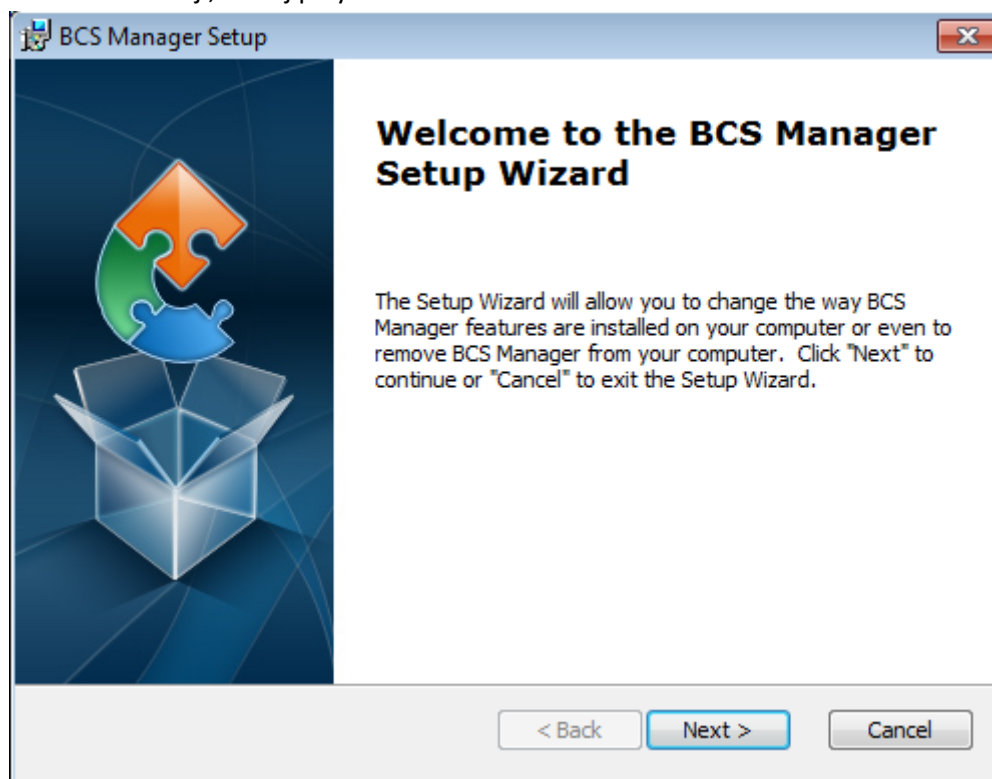 BCS Manager Setup
Welcome to the BCS Manager
Setup Wizard
The Setup Wizard will allow you to change the way BCS
Manager features are installed on your computer or even to
remove BCS Manager from your computer.  Click "Next" to
continue or "Cancel" to exit the Setup Wizard.
< Back Next > Cancel